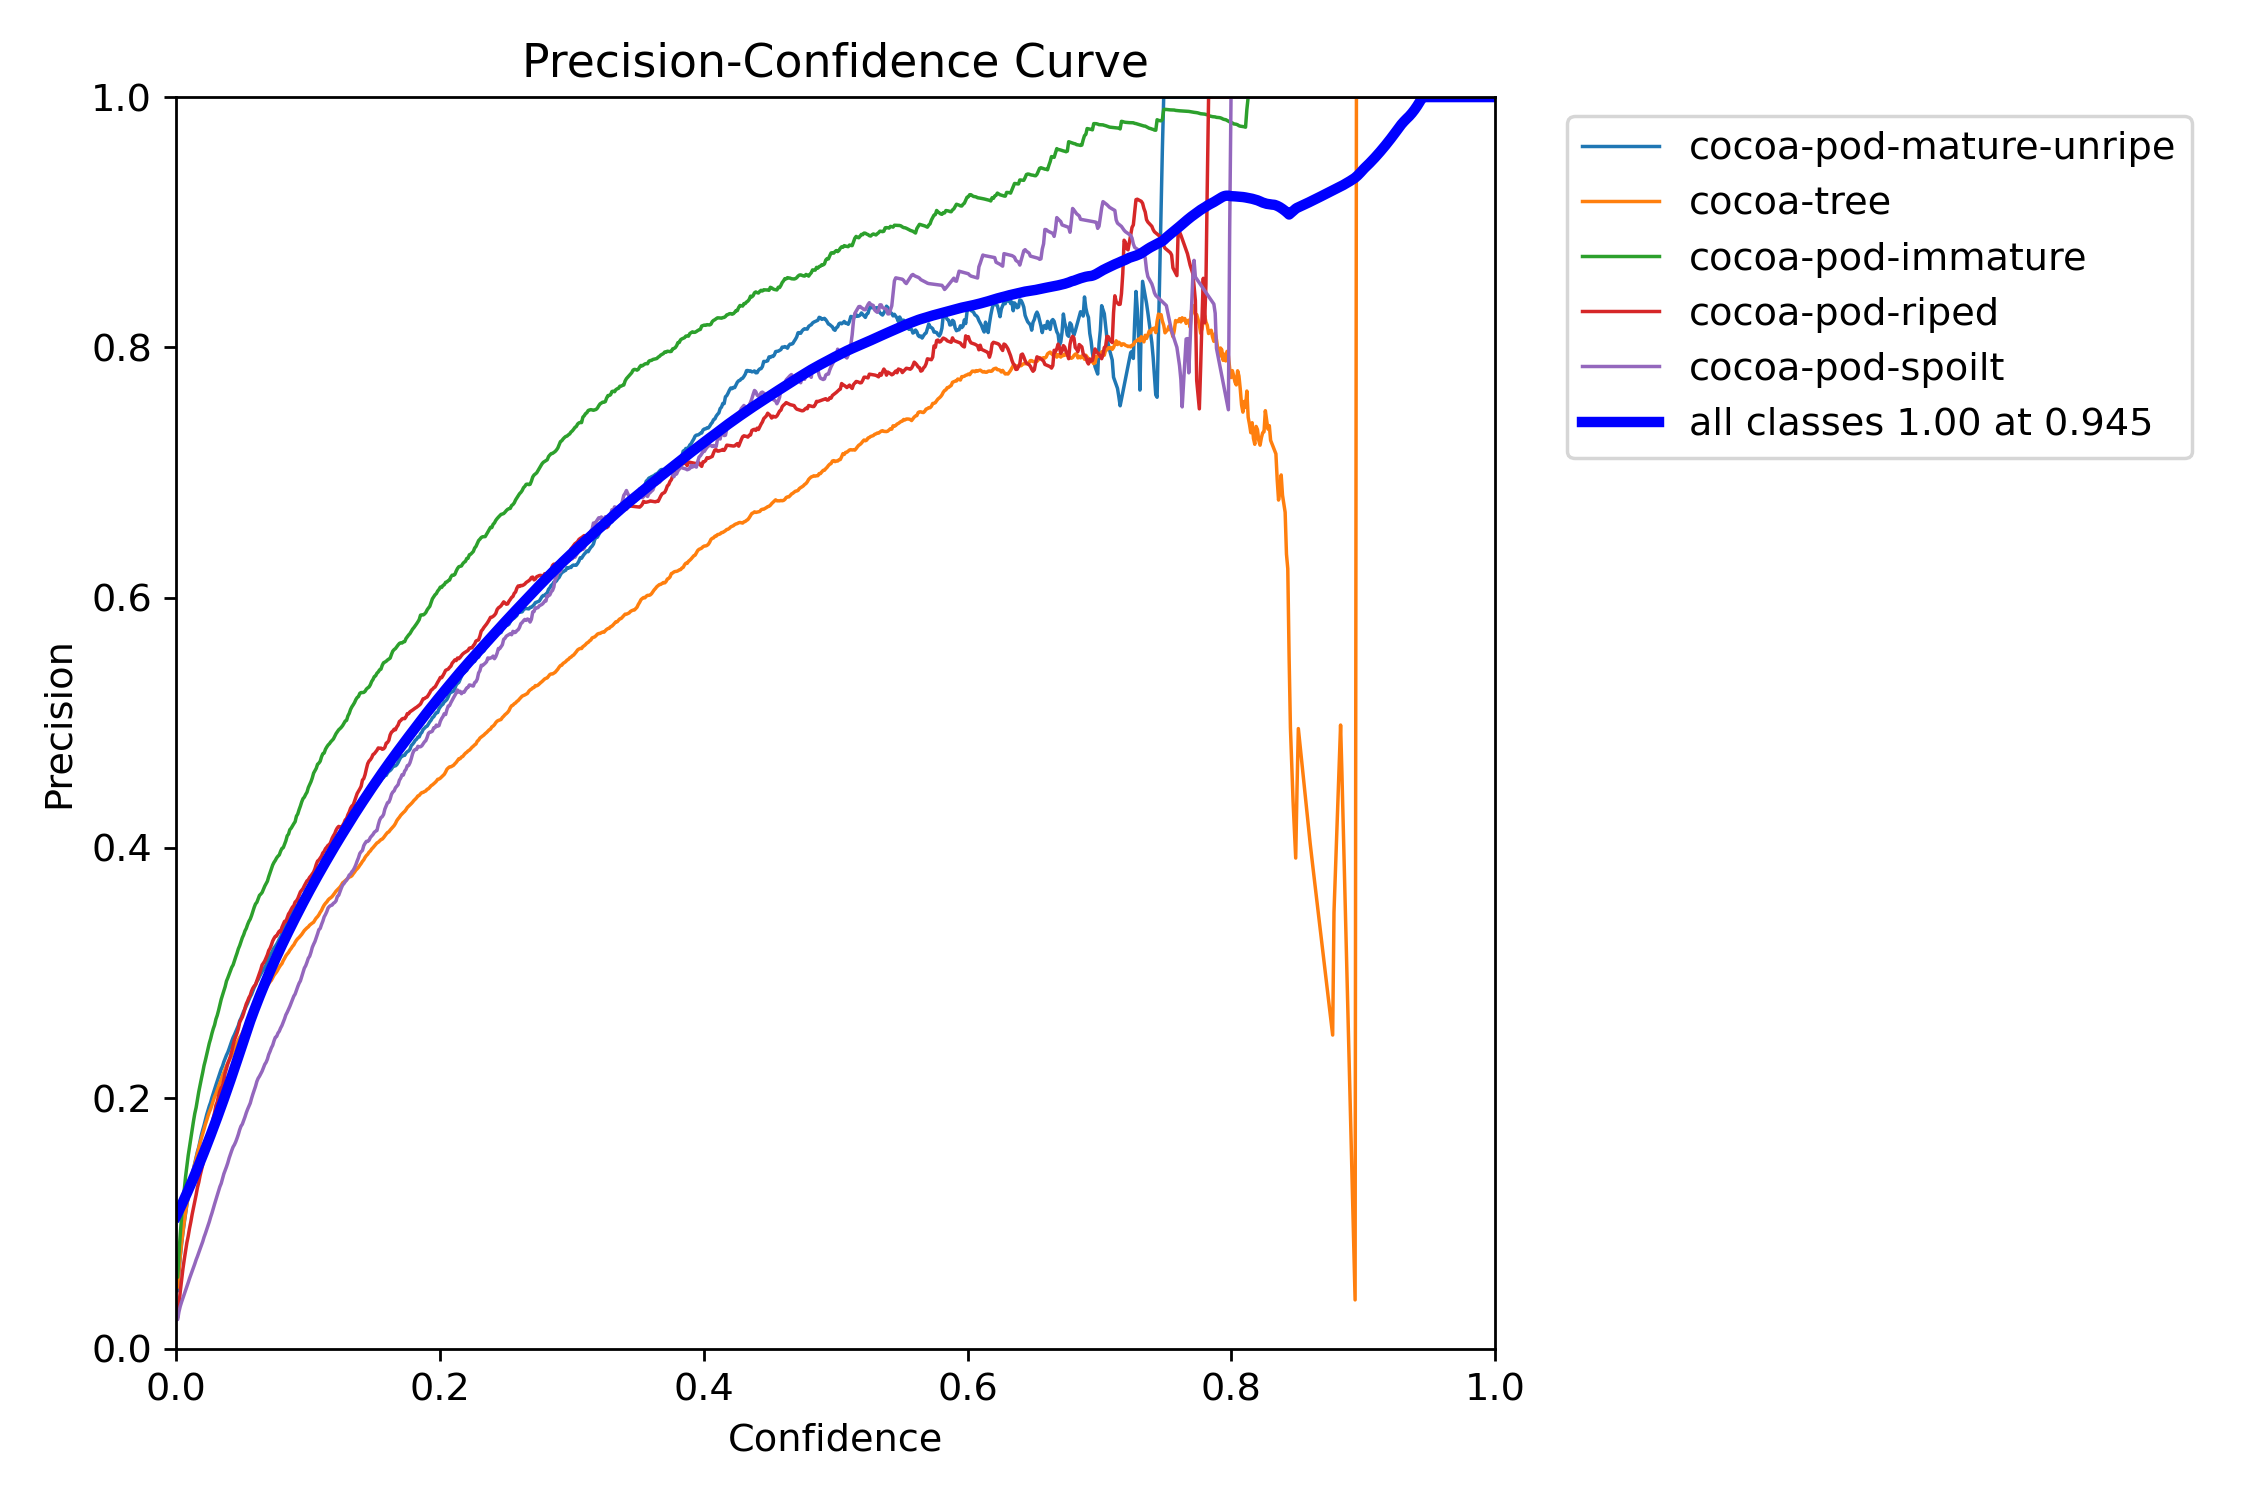 Precision-Confidence Curve
1.0
0.8
0.6
0.4
0.2
0.0
Precision
0.0 0.2 0.4 0.6 0.8 1.0
Confidence
cocoa-pod-mature-unripe
cocoa-tree
cocoa-pod-immature
cocoa-pod-riped
cocoa-pod-spoilt
all classes 1.00 at 0.945